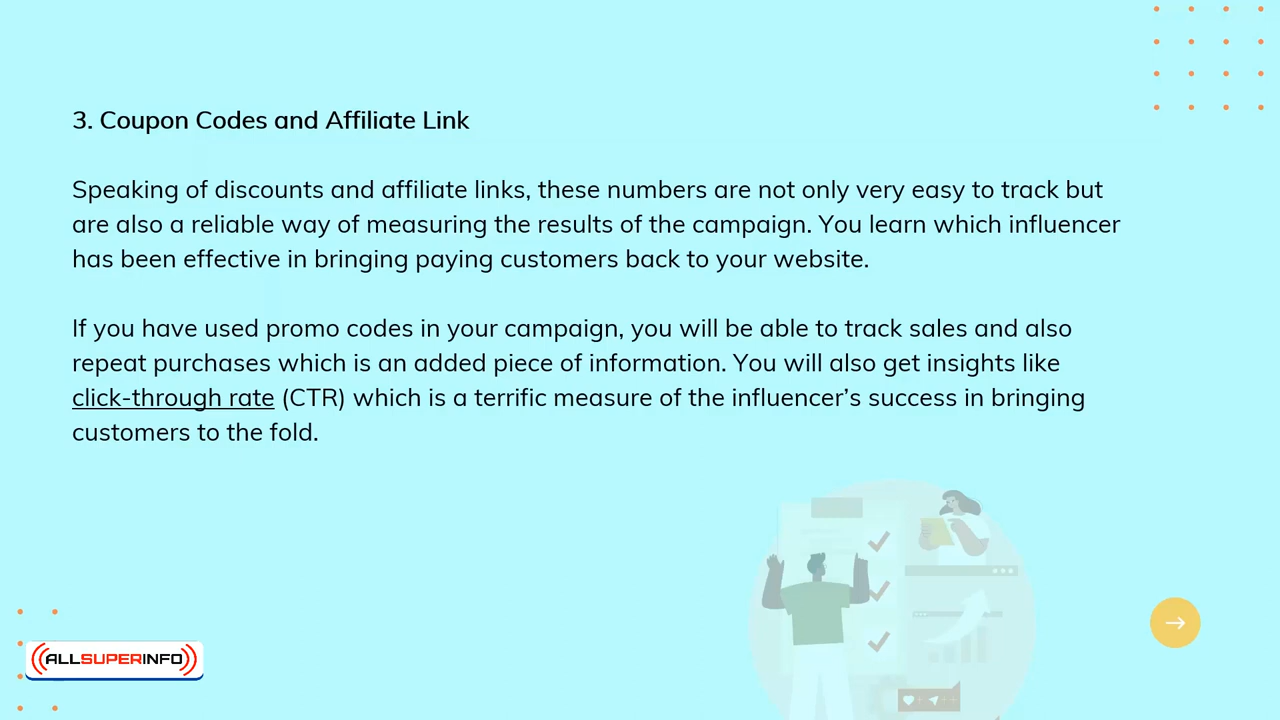 3. Coupon Codes and Affiliate Link
Speaking of discounts and affiliate links, these numbers are not only very easy to track but
are also a reliable way of measuring the results of the campaign. You learn which influencer
has been effective in bringing paying customers back to your website.
If you have used promo codes in your campaign, you will be able to track sales and also
repeat purchases which is an added piece of information. You will also get insights like
click-through rate (CTR) which is a terrific measure of the influencer’s success in bringing
customers to the fold.
ALLSUPERINFO